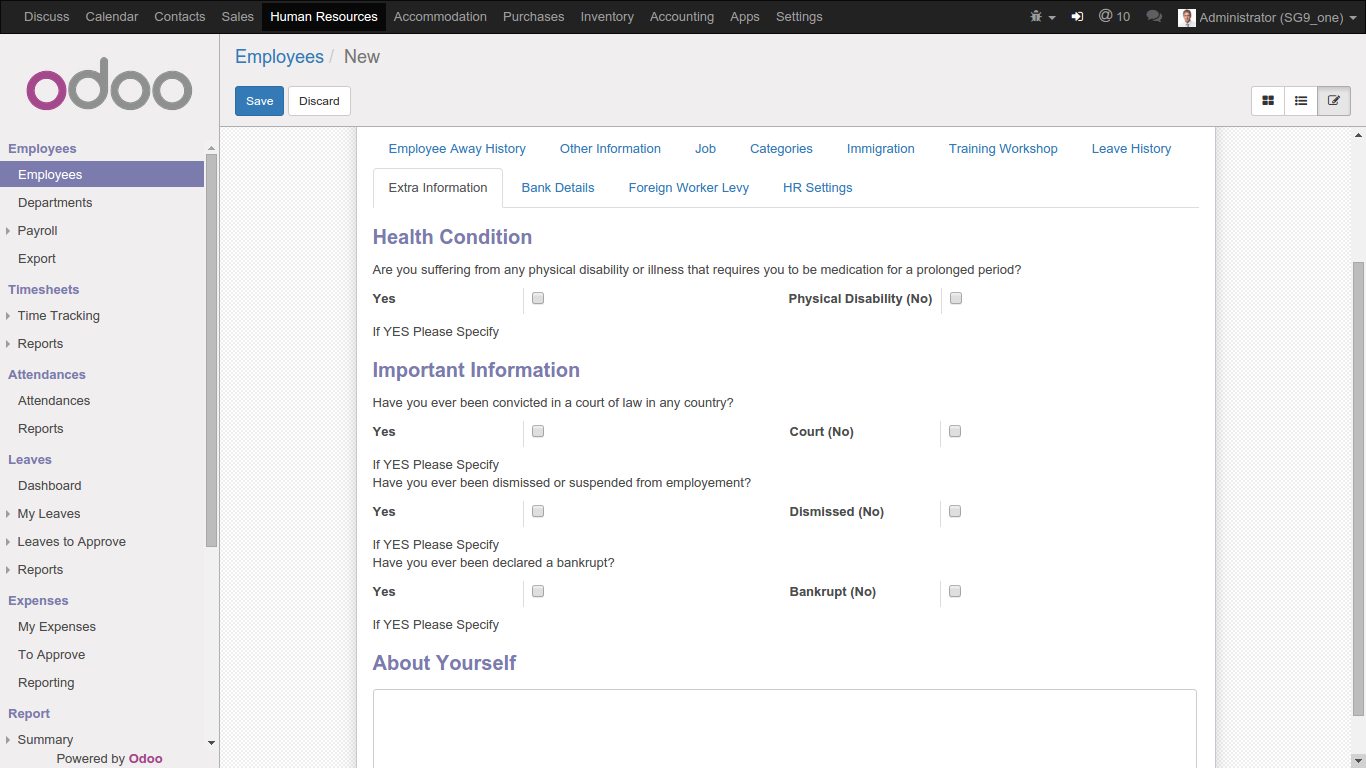 Discuss Calendar Contacts Sales Human Resources Accommodation Purchases Inventory Accounting Apps Settings @ 10 Administrator (SG9_one)
odoo
Employees
Employees
Departments
Payroll
Export
Timesheets
Time Tracking
Reports
Attendances
Attendances
Reports
Leaves
Dashboard
My Leaves
Leaves to Approve
Reports
Expenses
My Expenses
To Approve
Reporting
Report
Summary
Powered by Odoo
Employees / New
Save Discard
Employee Away History Other Information Job Categories Immigration Training Workshop Leave History
Extra Information Bank Details Foreign Worker Levy HR Settings
Health Condition
Are you suffering from any physical disability or illness that requires you to be medication for a prolonged period?
Yes Physical Disability (No)
If YES Please Specify
Important Information
Have you ever been convicted in a court of law in any country?
Yes Court (No)
If YES Please Specify
Have you ever been dismissed or suspended from employement?
Yes Dismissed (No)
If YES Please Specify
Have you ever been declared a bankrupt?
Yes Bankrupt (No)
If YES Please Specify
About Yourself